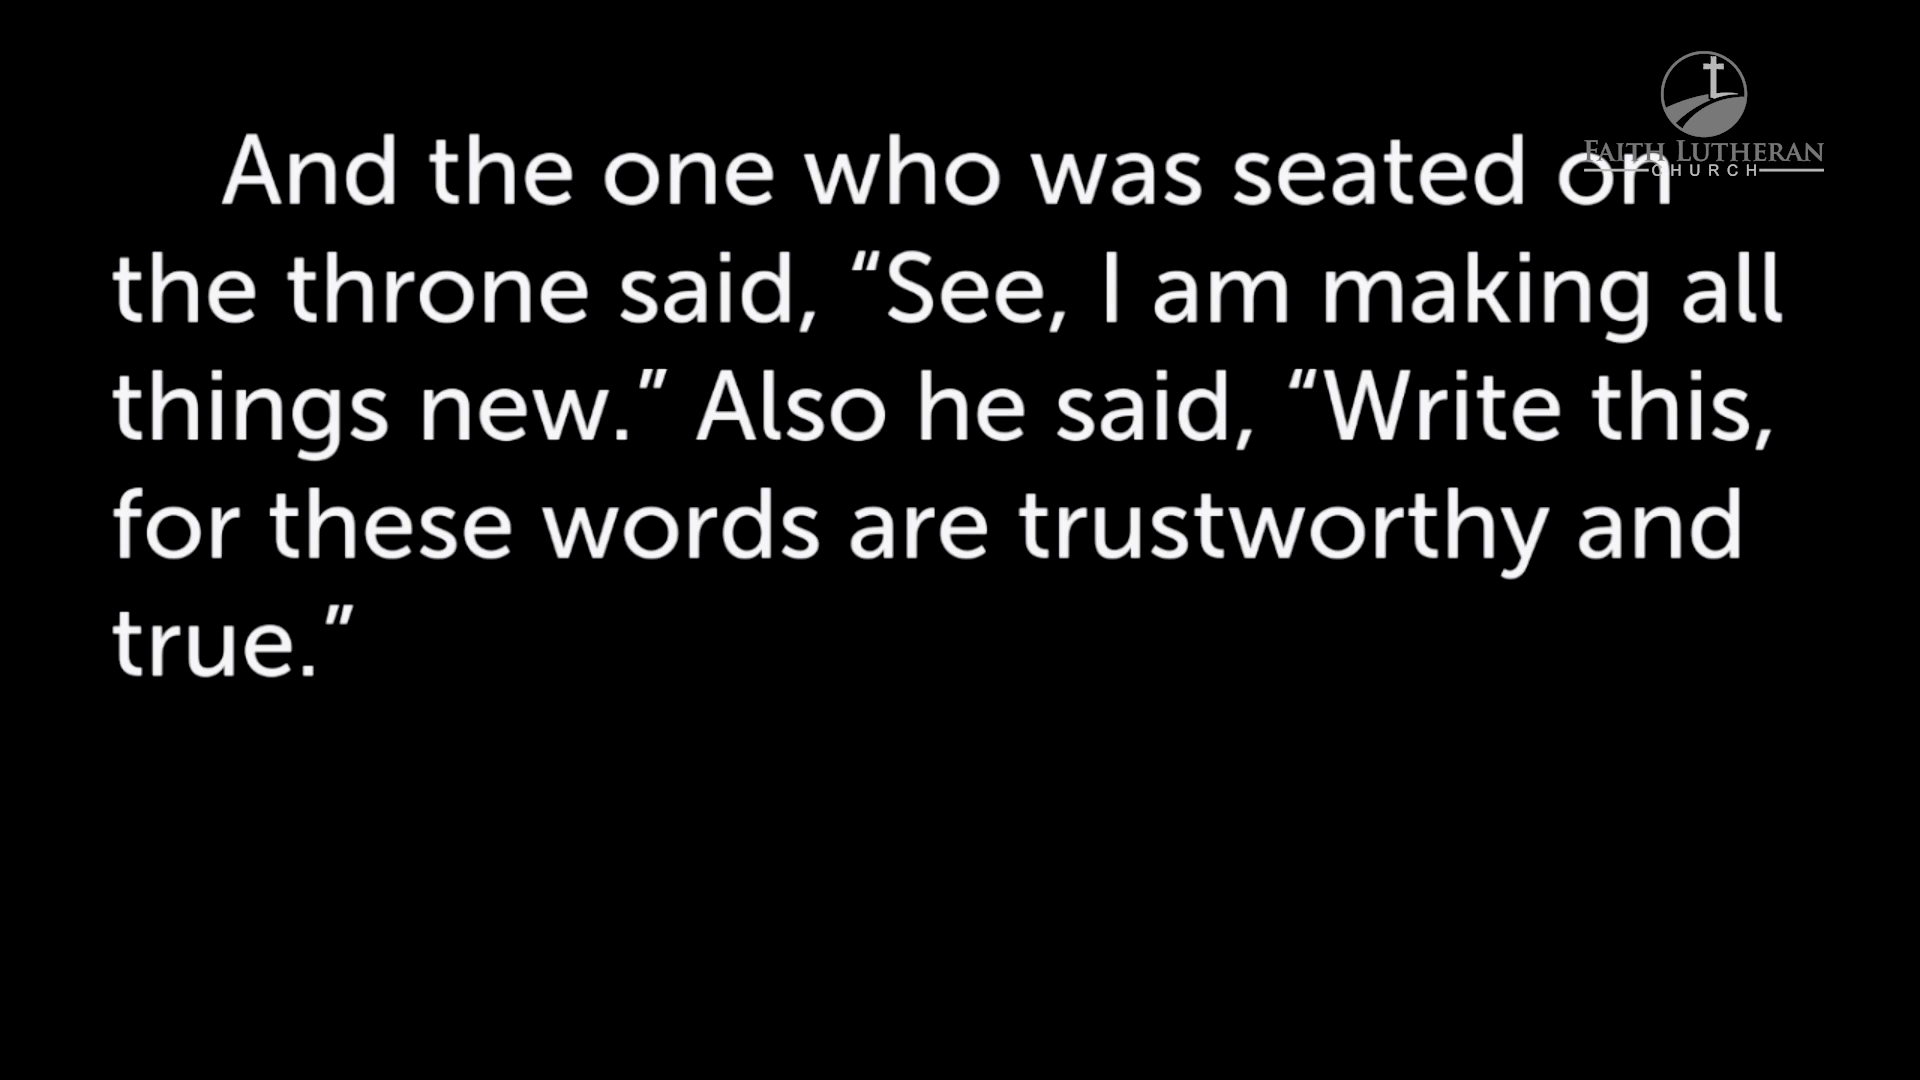 FAITH LUTHERAN
CHURCH
And the one who was seated on
the throne said, “See, I am making all
things new.” Also he said, “Write this,
for these words are trustworthy and
true.”